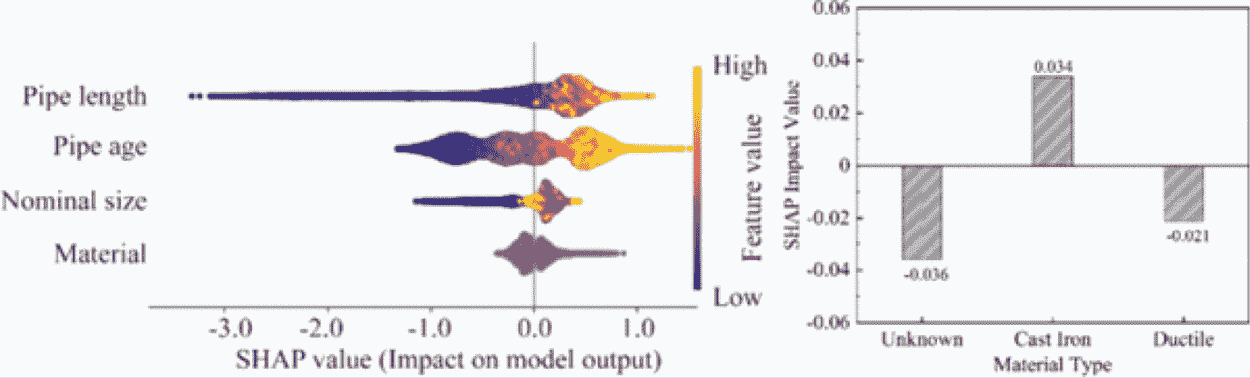 Pipe length
Pipe age
Nominal size
Material
-3.0 -2.0 -1.0 0.0 1.0
SHAP value (Impact on model output)
High
Feature value
Low
SHAP Impact Value
0.06
0.04
0.02
0
-0.02
-0.04
-0.06
-0.036
0.034
-0.021
Unknown Cast Iron Ductile
Material Type